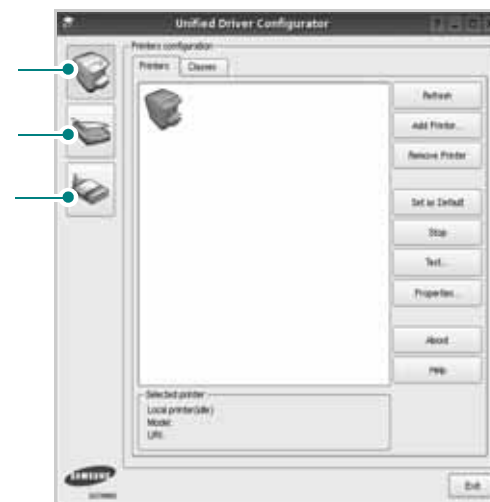 Unified Driver Configurator
Printers configuration
Printers
Classes
Refresh
Add Printer...
Remove Printer
Set as Default
Stop
Test...
Properties...
About
Help
Selected printer
Local printer(idle)
Model:
URI:
SAMSUNG
Exit